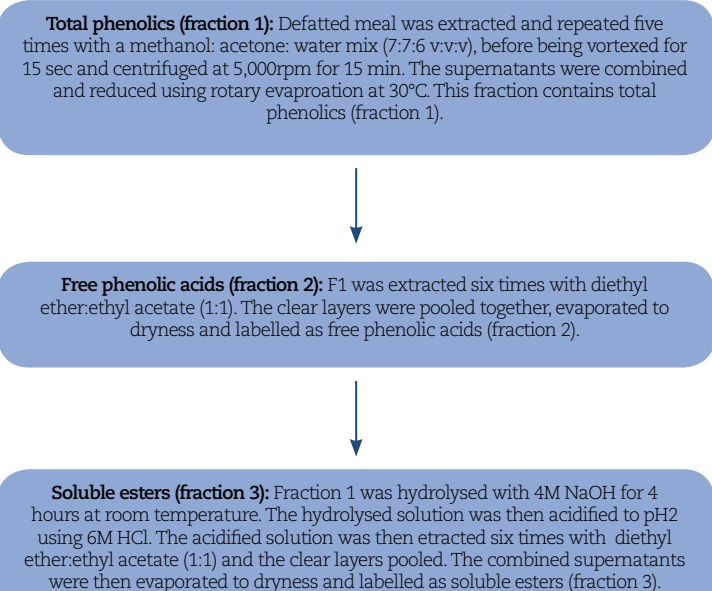 Total phenolics (fraction 1): Defatted meal was extracted and repeated five
times with a methanol: acetone: water mix (7:7:6 v:v:v), before being vortexed for
15 sec and centrifuged at 5,000rpm for 15 min. The supernatants were combined
and reduced using rotary evaproation at 30°C. This fraction contains total
phenolics (fraction 1).
Free phenolic acids (fraction 2): F1 was extracted six times with diethyl
ether:ethyl acetate (1:1). The clear layers were pooled together, evaporated to
dryness and labelled as free phenolic acids (fraction 2).
Soluble esters (fraction 3): Fraction 1 was hydrolysed with 4M NaOH for 4
hours at room temperature. The hydrolysed solution was then acidified to pH2
using 6M HCl. The acidified solution was then etracted six times with diethyl
ether:ethyl acetate (1:1) and the clear layers pooled. The combined supernatants
were then evaporated to dryness and labelled as soluble esters (fraction 3).